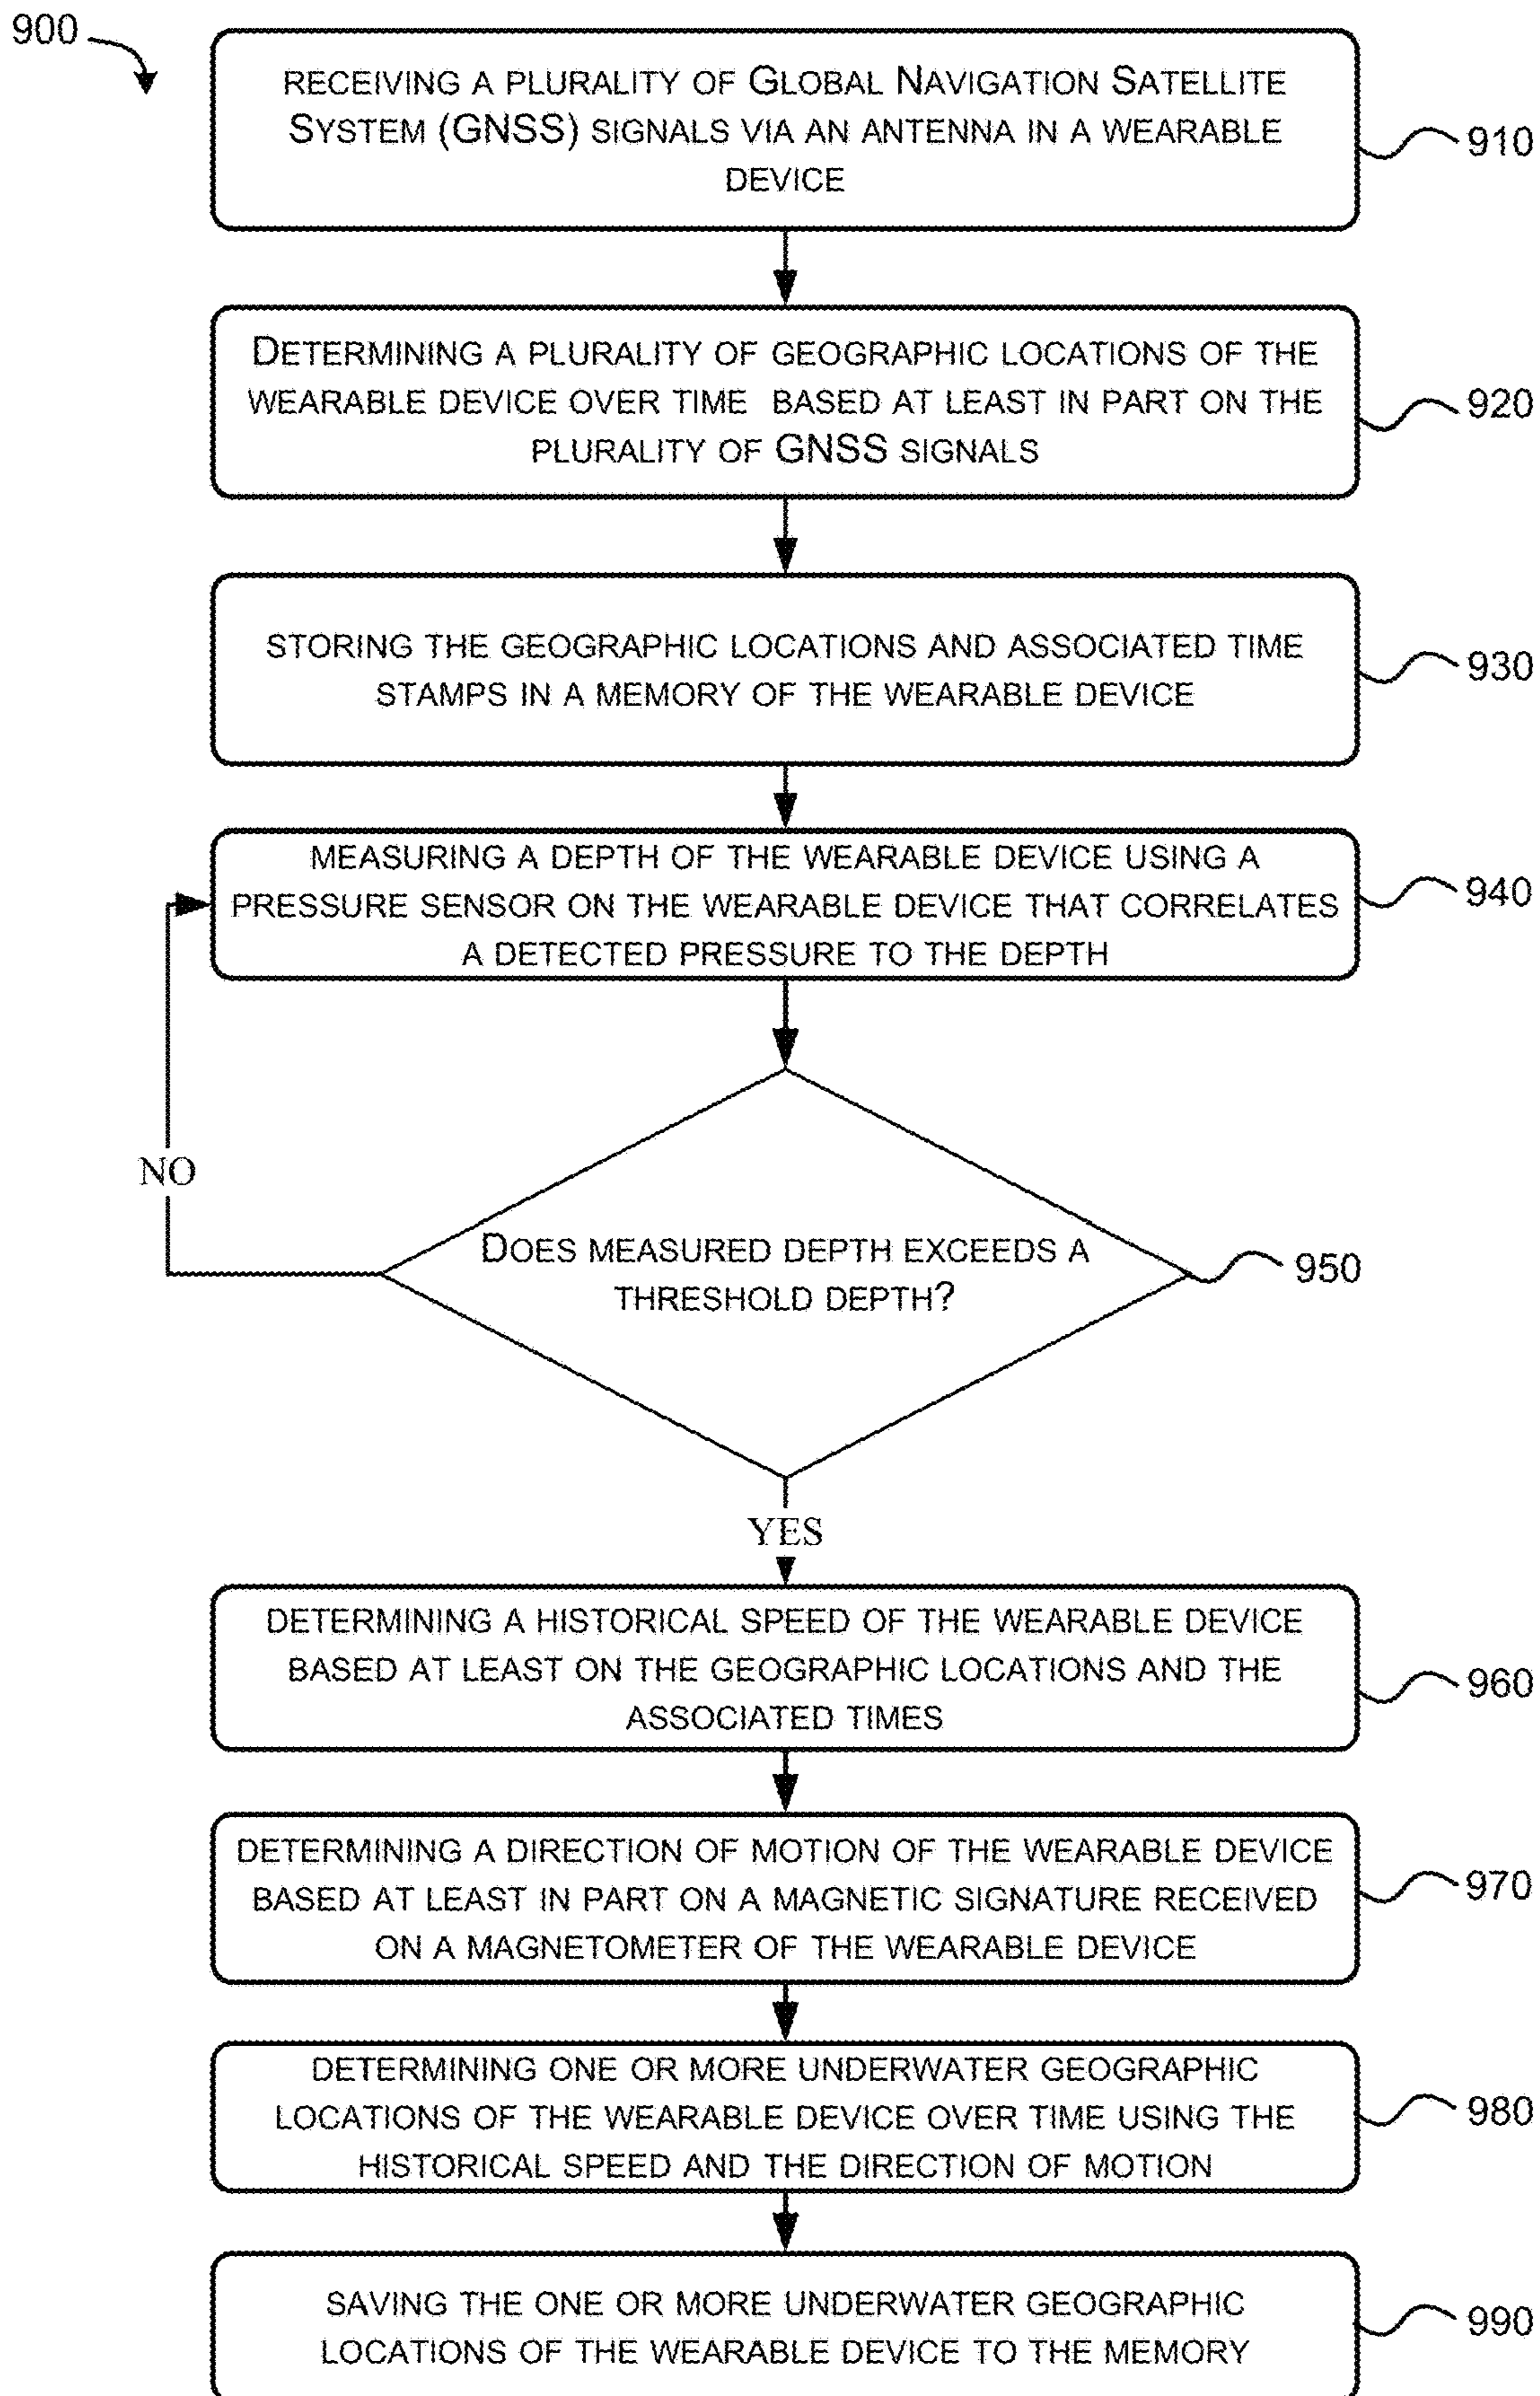 900
RECEIVING A PLURALITY OF GLOBAL NAVIGATION SATELLITE
SYSTEM (GNSS) SIGNALS VIA AN ANTENNA IN A WEARABLE
DEVICE
910
DETERMINING A PLURALITY OF GEOGRAPHIC LOCATIONS OF THE
WEARABLE DEVICE OVER TIME BASED AT LEAST IN PART ON THE
PLURALITY OF GNSS SIGNALS
920
STORING THE GEOGRAPHIC LOCATIONS AND ASSOCIATED TIME
STAMPS IN A MEMORY OF THE WEARABLE DEVICE
930
MEASURING A DEPTH OF THE WEARABLE DEVICE USING A
PRESSURE SENSOR ON THE WEARABLE DEVICE THAT CORRELATES
A DETECTED PRESSURE TO THE DEPTH
940
NO
DOES MEASURED DEPTH EXCEEDS A
THRESHOLD DEPTH?
950
YES
DETERMINING A HISTORICAL SPEED OF THE WEARABLE DEVICE
BASED AT LEAST ON THE GEOGRAPHIC LOCATIONS AND THE
ASSOCIATED TIMES
960
DETERMINING A DIRECTION OF MOTION OF THE WEARABLE DEVICE
BASED AT LEAST IN PART ON A MAGNETIC SIGNATURE RECEIVED
ON A MAGNETOMETER OF THE WEARABLE DEVICE
970
DETERMINING ONE OR MORE UNDERWATER GEOGRAPHIC
LOCATIONS OF THE WEARABLE DEVICE OVER TIME USING THE
HISTORICAL SPEED AND THE DIRECTION OF MOTION
980
SAVING THE ONE OR MORE UNDERWATER GEOGRAPHIC
LOCATIONS OF THE WEARABLE DEVICE TO THE MEMORY
990